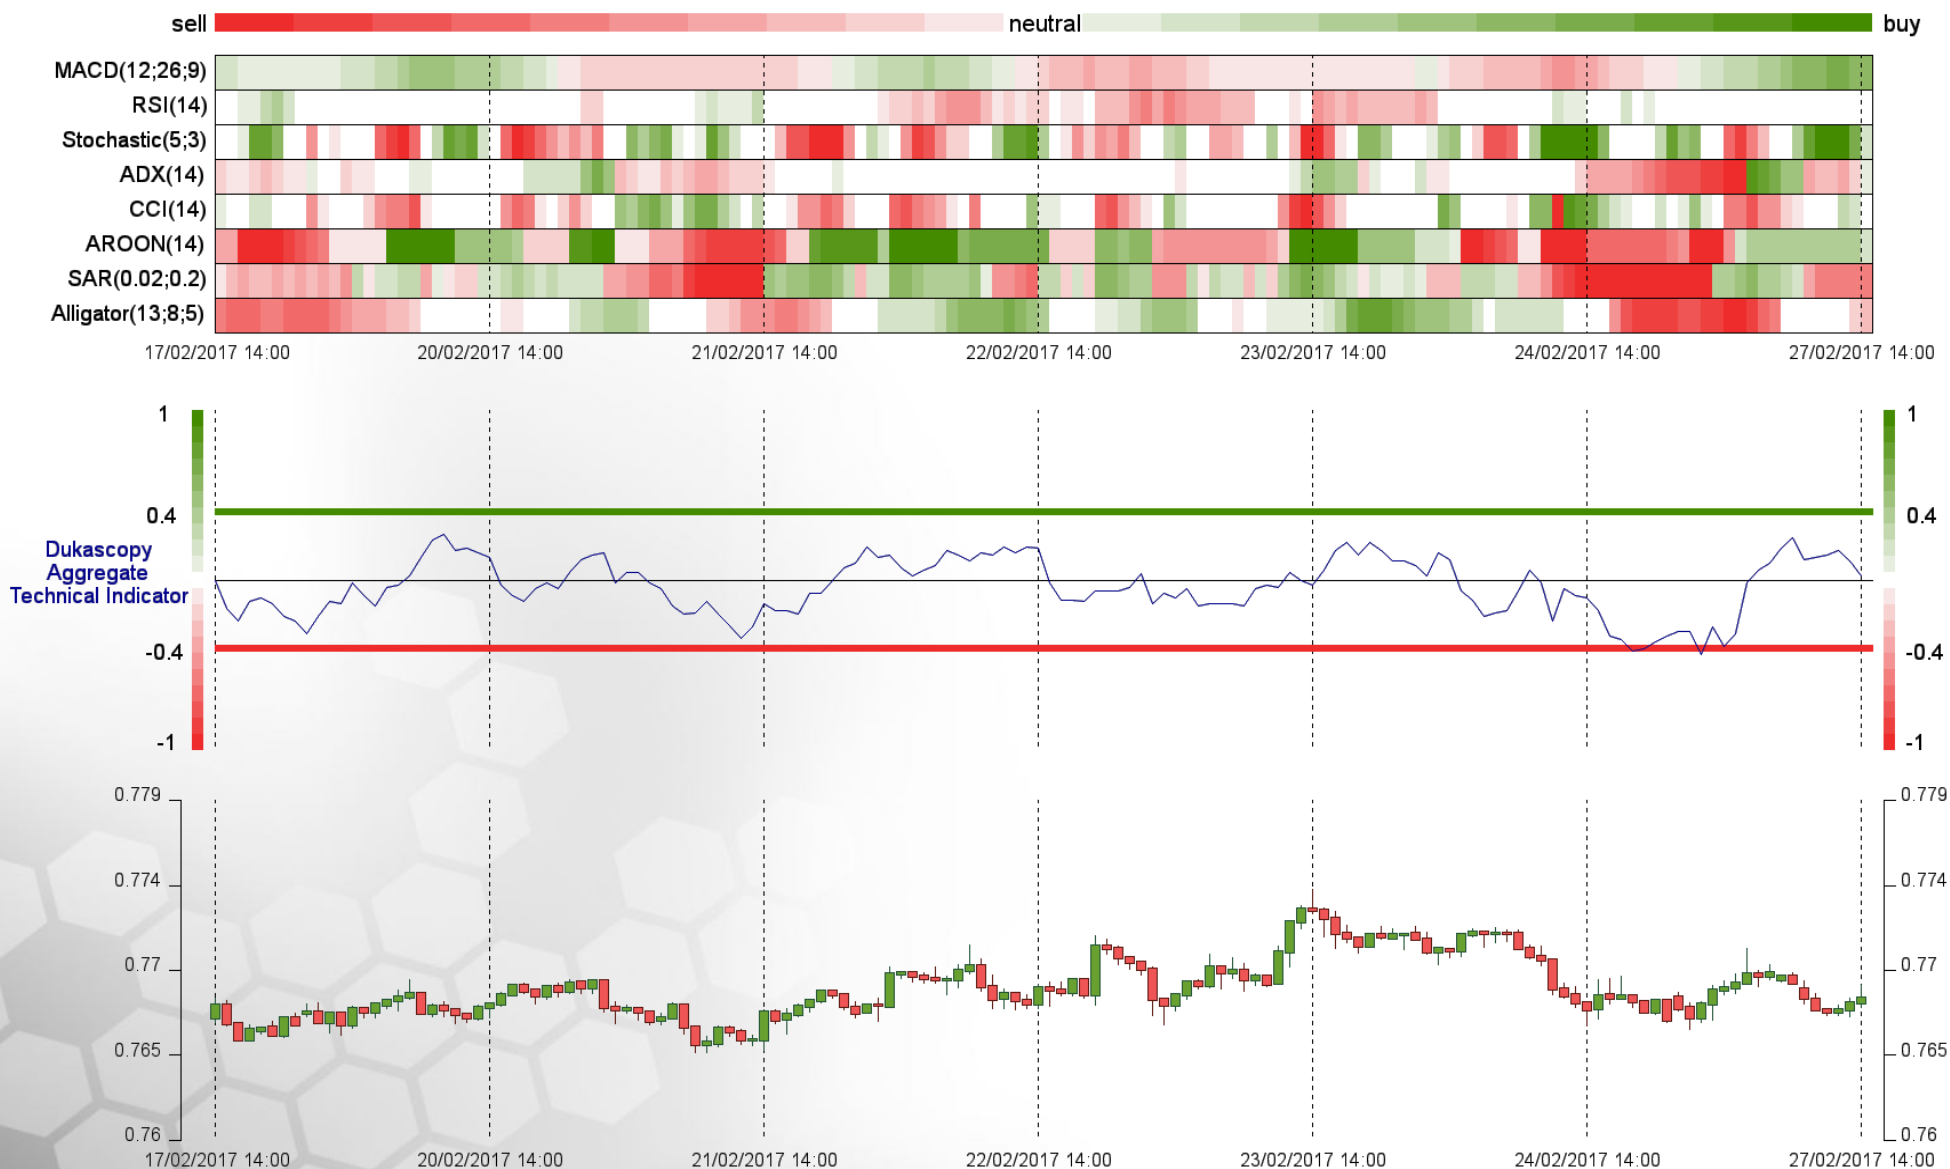 sell neutral buy
MACD(12;26;9)
RSI(14)
Stochastic(5;3)
ADX(14)
CCI(14)
AROON(14)
SAR(0.02;0.2)
Alligator(13;8;5)
17/02/2017 14:00 20/02/2017 14:00 21/02/2017 14:00 22/02/2017 14:00 23/02/2017 14:00 24/02/2017 14:00 27/02/2017 14:00
1 1
0.4 0.4
Dukascopy
Aggregate
Technical Indicator
-0.4 -0.4
-1 -1
0.779 0.779
0.774 0.774
0.77 0.77
0.765 0.765
0.76 0.76
17/02/2017 14:00 20/02/2017 14:00 21/02/2017 14:00 22/02/2017 14:00 23/02/2017 14:00 24/02/2017 14:00 27/02/2017 14:00